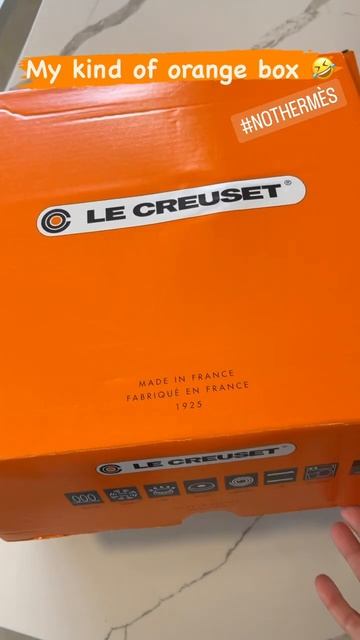 My kind of orange box 🤣
#NOTHERMÈS
LE CREUSET®
MADE IN FRANCE
FABRIQUÉ EN FRANCE
1925
LE CREUSET®